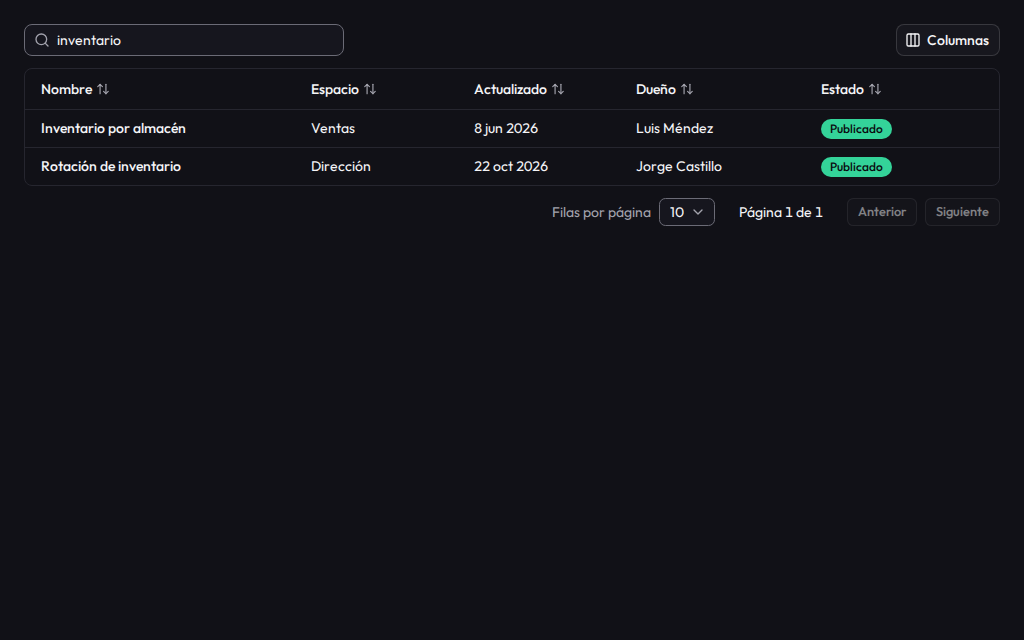 inventario
Columnas
Nombre Espacio Actualizado Dueño Estado
Inventario por almacén Ventas 8 jun 2026 Luis Méndez Publicado
Rotación de inventario Dirección 22 oct 2026 Jorge Castillo Publicado
Filas por página 10 Página 1 de 1 Anterior Siguiente